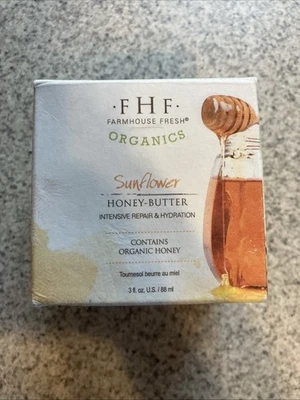 · F H F ·
FARMHOUSE FRESH®
ORGANICS
Sunflower
HONEY-BUTTER
INTENSIVE REPAIR & HYDRATION
CONTAINS
ORGANIC HONEY
Tournesol beurre au miel
3 fl. oz. U.S. / 88 ml